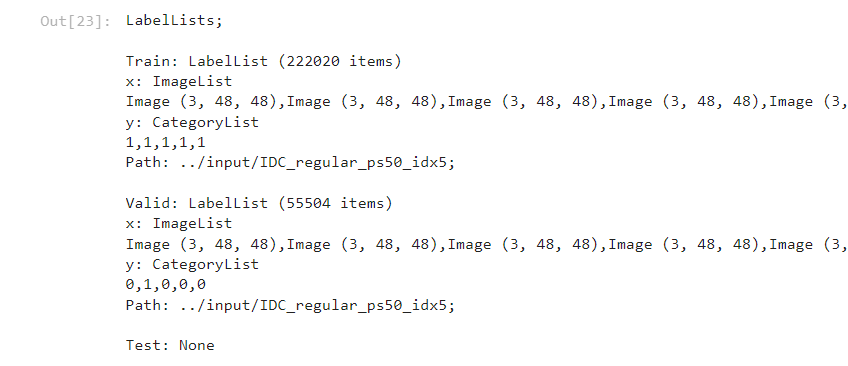 Out[23]: LabelLists;
Train: LabelList (222020 items)
x: ImageList
Image (3, 48, 48),Image (3, 48, 48),Image (3, 48, 48),Image (3, 48, 48),Image (3,
y: CategoryList
1,1,1,1,1
Path: ../input/IDC_regular_ps50_idx5;
Valid: LabelList (55504 items)
x: ImageList
Image (3, 48, 48),Image (3, 48, 48),Image (3, 48, 48),Image (3, 48, 48),Image (3,
y: CategoryList
0,1,0,0,0
Path: ../input/IDC_regular_ps50_idx5;
Test: None